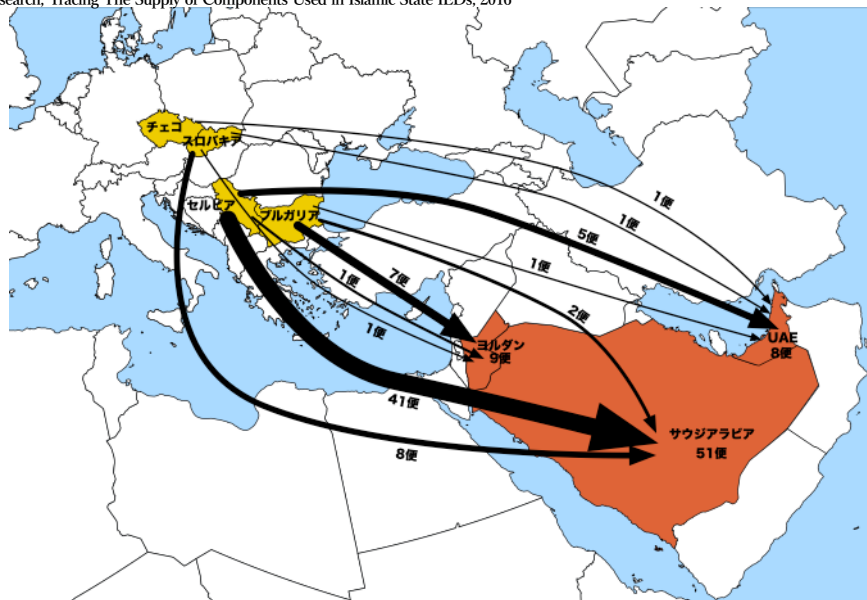 search, Tracing The Supply of Components Used in Islamic State IEDs, 2016
チェコ
スロバキア
セルビア
ブルガリア
1便
1便
5便
1便
7便
1便
2便
1便
ヨルダン
9便
UAE
8便
41便
サウジアラビア
51便
8便